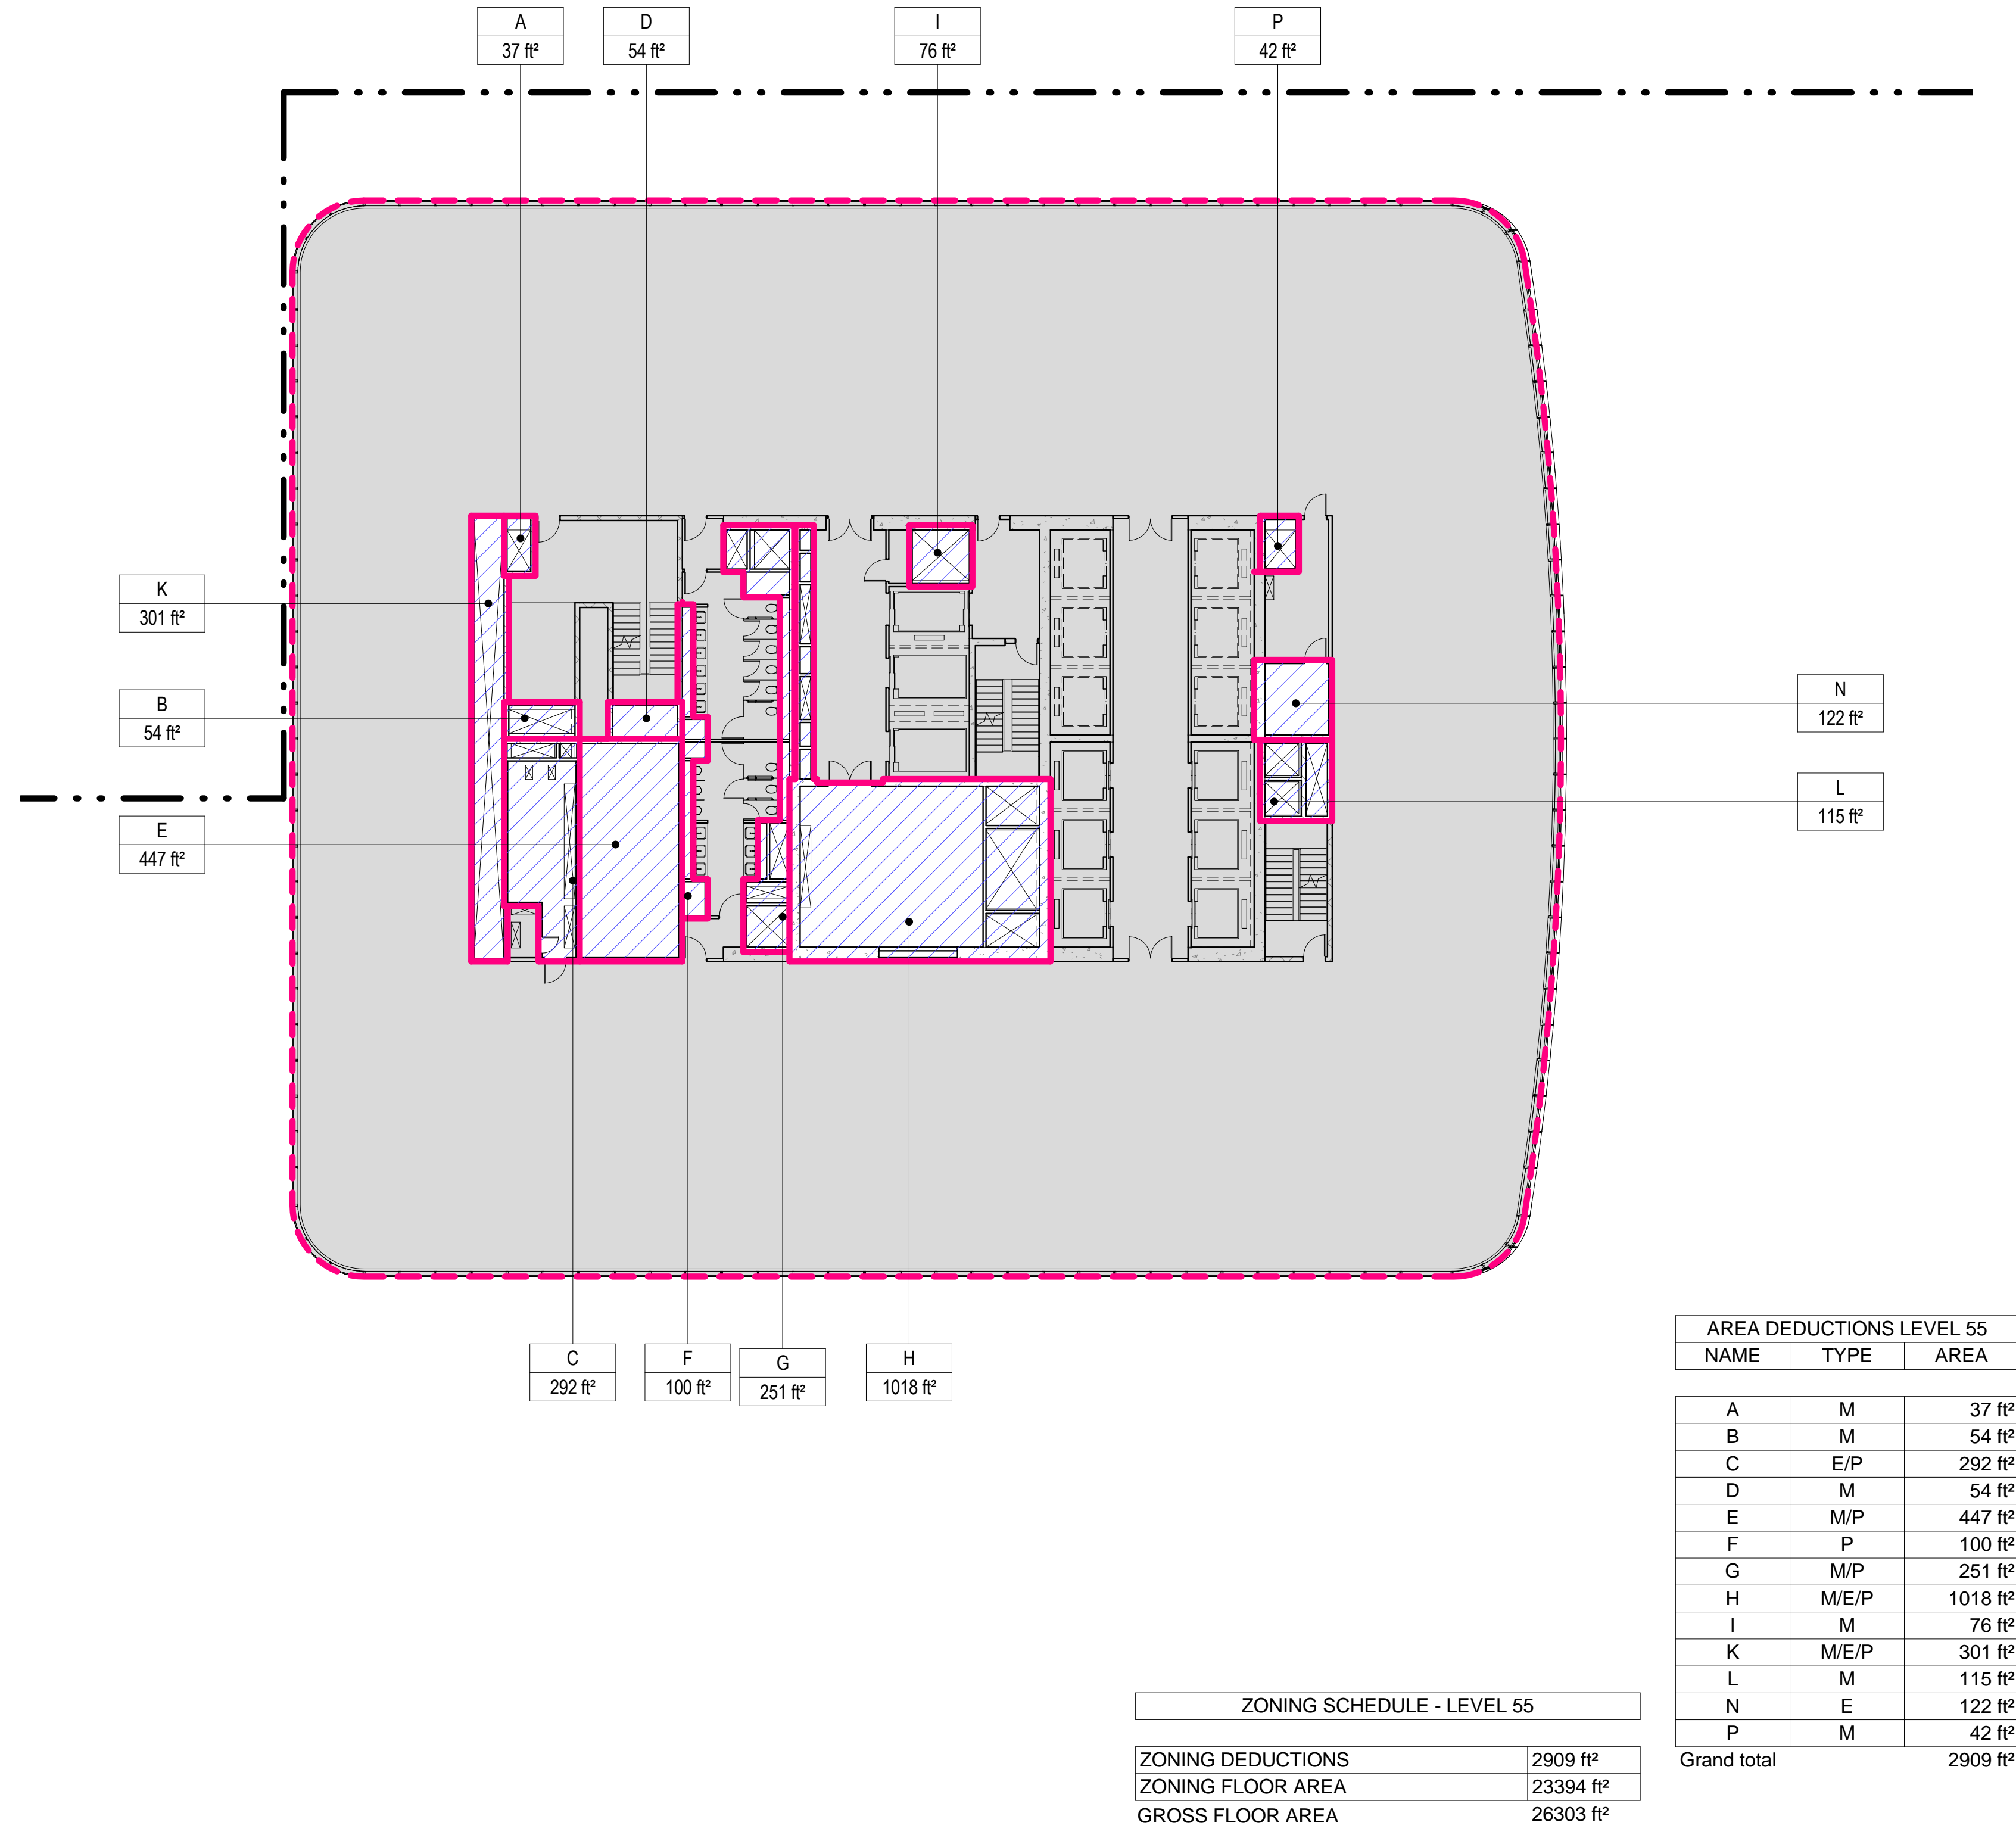 A
37 ft²
D
54 ft²
I
76 ft²
P
42 ft²
K
301 ft²
B
54 ft²
E
447 ft²
N
122 ft²
L
115 ft²
C
292 ft²
F
100 ft²
G
251 ft²
H
1018 ft²
AREA DEDUCTIONS LEVEL 55
NAME TYPE AREA
A M 37 ft²
B M 54 ft²
C E/P 292 ft²
D M 54 ft²
E M/P 447 ft²
F P 100 ft²
G M/P 251 ft²
H M/E/P 1018 ft²
I M 76 ft²
K M/E/P 301 ft²
L M 115 ft²
N E 122 ft²
P M 42 ft²
Grand total 2909 ft²
ZONING SCHEDULE - LEVEL 55
ZONING DEDUCTIONS 2909 ft²
ZONING FLOOR AREA 23394 ft²
GROSS FLOOR AREA 26303 ft²